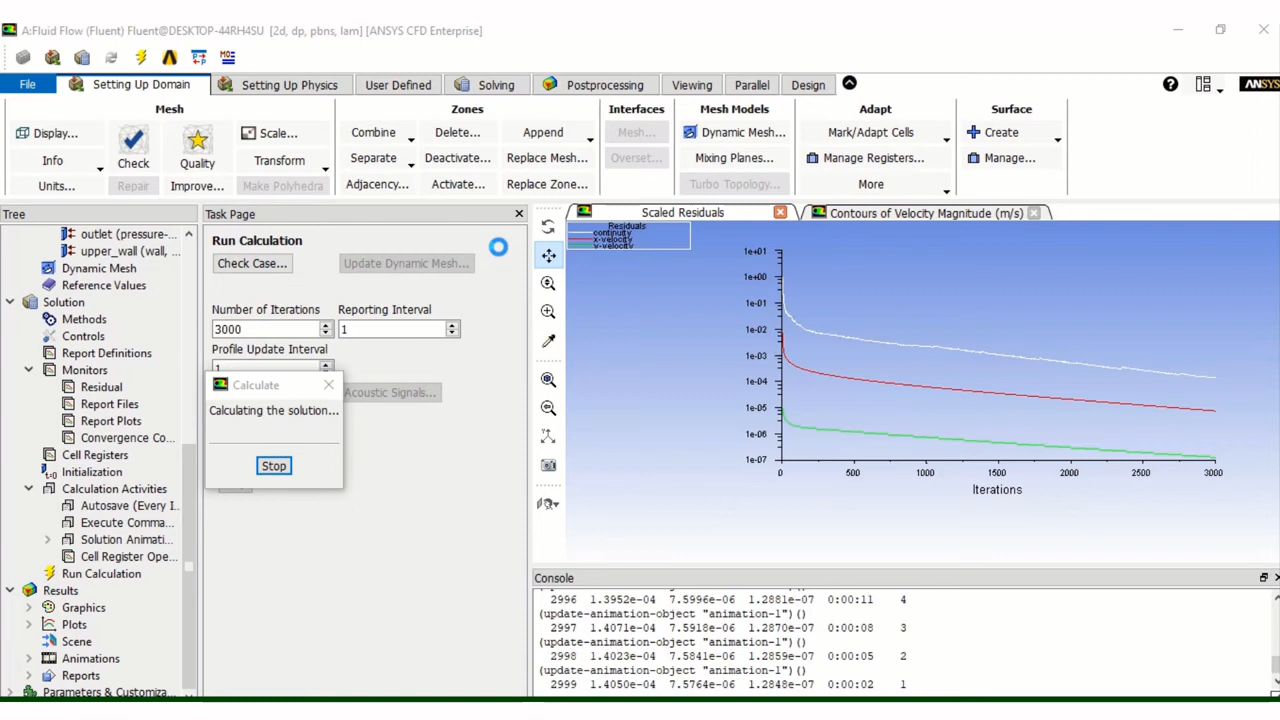 A:Fluid Flow (Fluent) Fluent@DESKTOP-44RH4SU [2d, dp, pbns, lam] [ANSYS CFD Enterprise]
File
Setting Up Domain
Setting Up Physics
User Defined
Solving
Postprocessing
Viewing
Parallel
Design
ANSYS
Mesh
Zones
Interfaces
Mesh Models
Adapt
Surface
Display...
Info
Units...
Check
Repair
Quality
Improve...
Scale...
Transform
Make Polyhedra
Combine
Separate
Adjacency...
Delete...
Deactivate...
Activate...
Append
Replace Mesh...
Replace Zone...
Mesh...
Overset...
Dynamic Mesh...
Mixing Planes...
Turbo Topology...
Mark/Adapt Cells
Manage Registers...
More
Create
Manage...
Tree
outlet (pressure-...
upper_wall (wall, ...
Dynamic Mesh
Reference Values
Solution
Methods
Controls
Report Definitions
Monitors
Residual
Report Files
Report Plots
Convergence Co...
Cell Registers
Initialization
Calculation Activities
Autosave (Every I...
Execute Comma...
Solution Animati...
Cell Register Ope...
Run Calculation
Results
Graphics
Plots
Scene
Animations
Reports
Parameters & Customiza...
Task Page
Run Calculation
Check Case...
Update Dynamic Mesh...
Number of Iterations
Reporting Interval
3000
1
Profile Update Interval
1
Acoustic Signals...
Calculate
Calculating the solution...
Stop
Scaled Residuals
Contours of Velocity Magnitude (m/s)
Residuals
continuity
x-velocity
y-velocity
1e+01
1e+00
1e-01
1e-02
1e-03
1e-04
1e-05
1e-06
1e-07
0
500
1000
1500
2000
2500
3000
Iterations
Console
2996 1.3952e-04 7.5996e-06 1.2881e-07 0:00:11 4
(update-animation-object "animation-1")()
2997 1.4071e-04 7.5918e-06 1.2870e-07 0:00:08 3
(update-animation-object "animation-1")()
2998 1.4023e-04 7.5841e-06 1.2859e-07 0:00:05 2
(update-animation-object "animation-1")()
2999 1.4050e-04 7.5764e-06 1.2848e-07 0:00:02 1